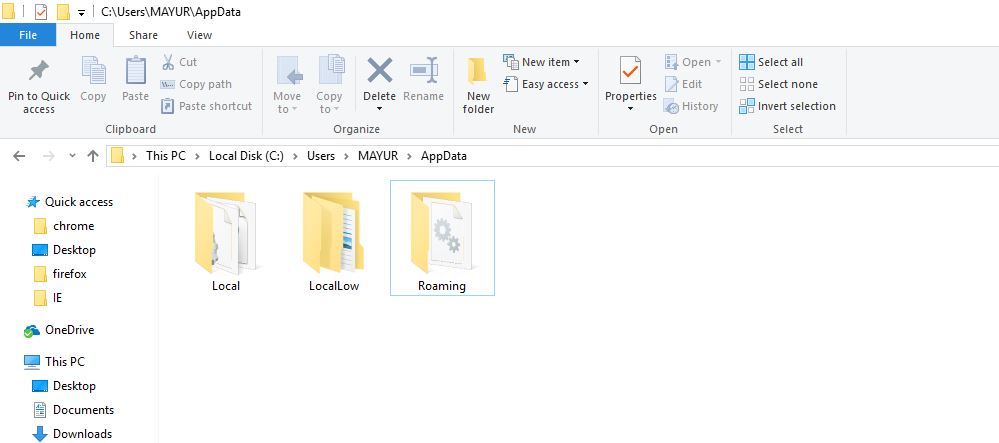 C:\Users\MAYUR\AppData
File Home Share View
Pin to Quick access
Copy
Paste
Cut
Copy path
Paste shortcut
Clipboard
Move to
Copy to
Delete
Rename
Organize
New folder
New item
Easy access
New
Properties
Open
Edit
History
Open
Select all
Select none
Invert selection
Select
This PC > Local Disk (C:) > Users > MAYUR > AppData
Quick access
chrome
Desktop
firefox
IE
OneDrive
This PC
Desktop
Documents
Downloads
Local
LocalLow
Roaming